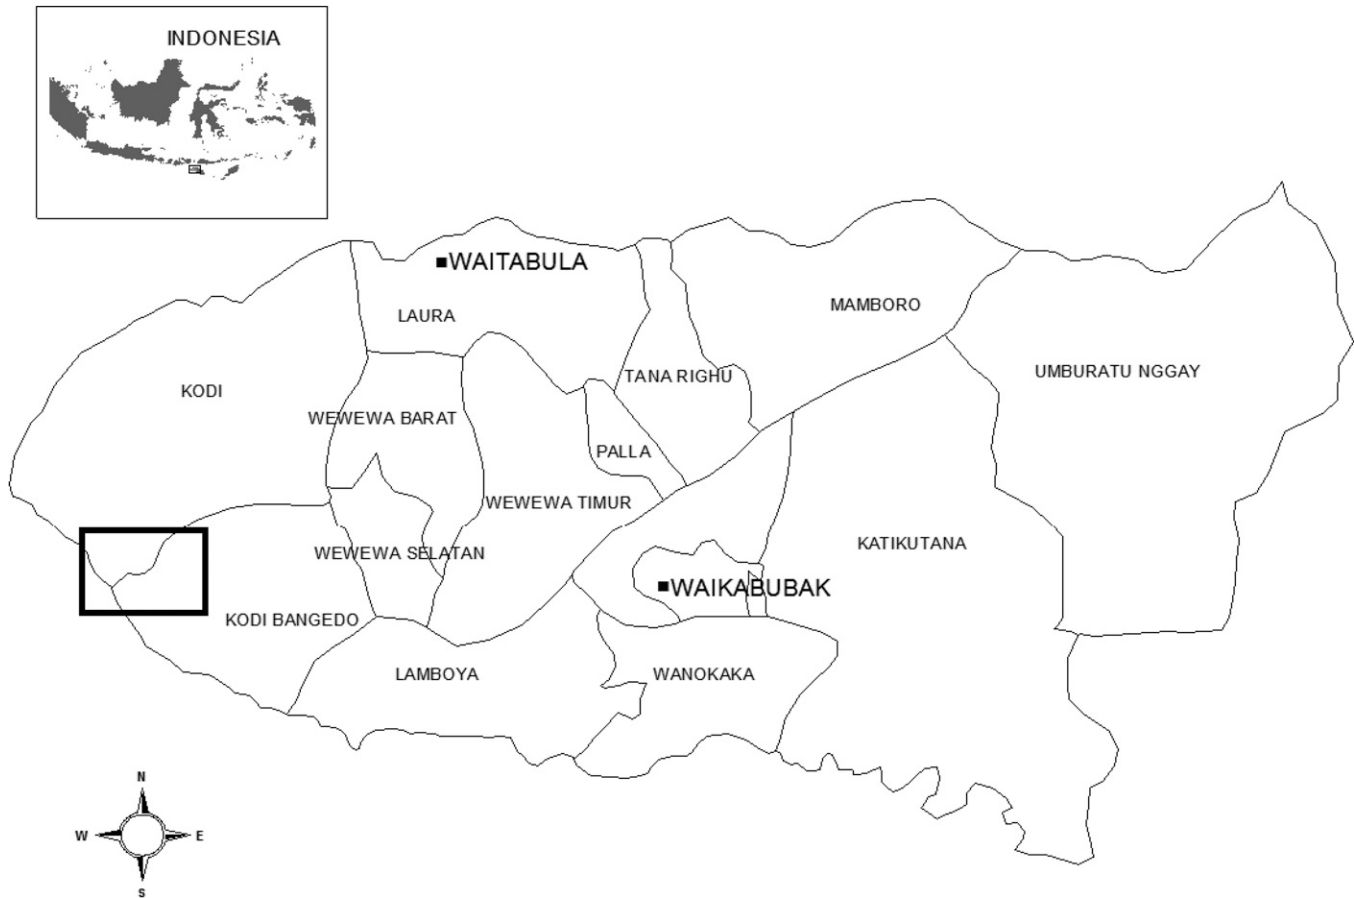 INDONESIA
WAITABULA
LAURA
MAMBORO
UMBURATU NGGAY
TANA RIGHU
KODI
WEWEWA BARAT
PALLA
WEWEWA TIMUR
KATIKUTANA
WEWEWA SELATAN
WAIKABUBAK
KODI BANGEDO
LAMBOYA
WANOKAKA
N
W E
S